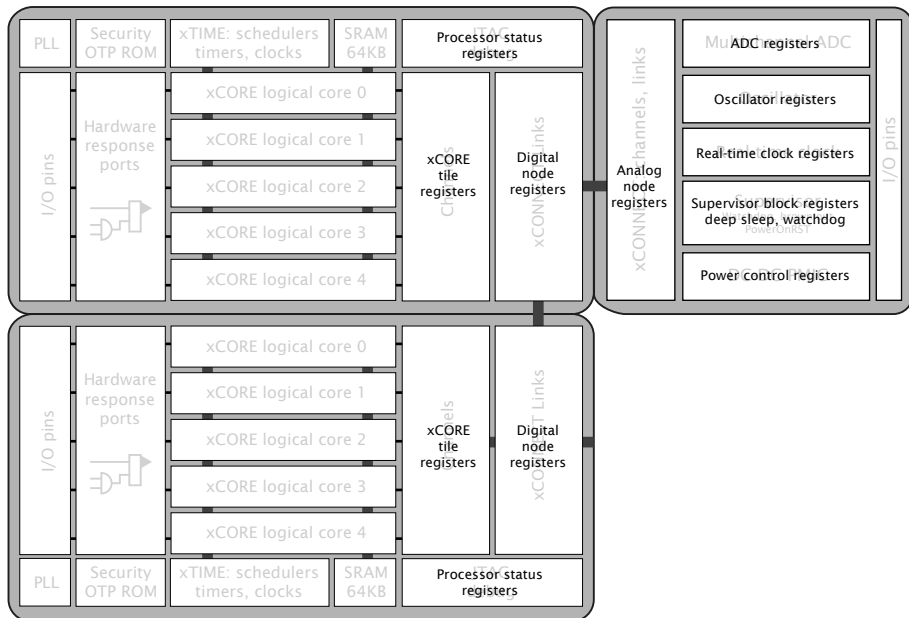 PLL
Security
OTP ROM
xTIME: schedulers
timers, clocks
SRAM
64KB
Processor status
registers
I/O pins
Hardware
response
ports
xCORE logical core 0
xCORE logical core 1
xCORE logical core 2
xCORE logical core 3
xCORE logical core 4
xCORE
tile
registers
Digital
node
registers
Analog
node
registers
ADC registers
Oscillator registers
Real-time clock registers
Supervisor block registers
deep sleep, watchdog
PowerOnRST
Power control registers
I/O pins
I/O pins
Hardware
response
ports
xCORE logical core 0
xCORE logical core 1
xCORE logical core 2
xCORE logical core 3
xCORE logical core 4
xCORE
tile
registers
Digital
node
registers
PLL
Security
OTP ROM
xTIME: schedulers
timers, clocks
SRAM
64KB
Processor status
registers